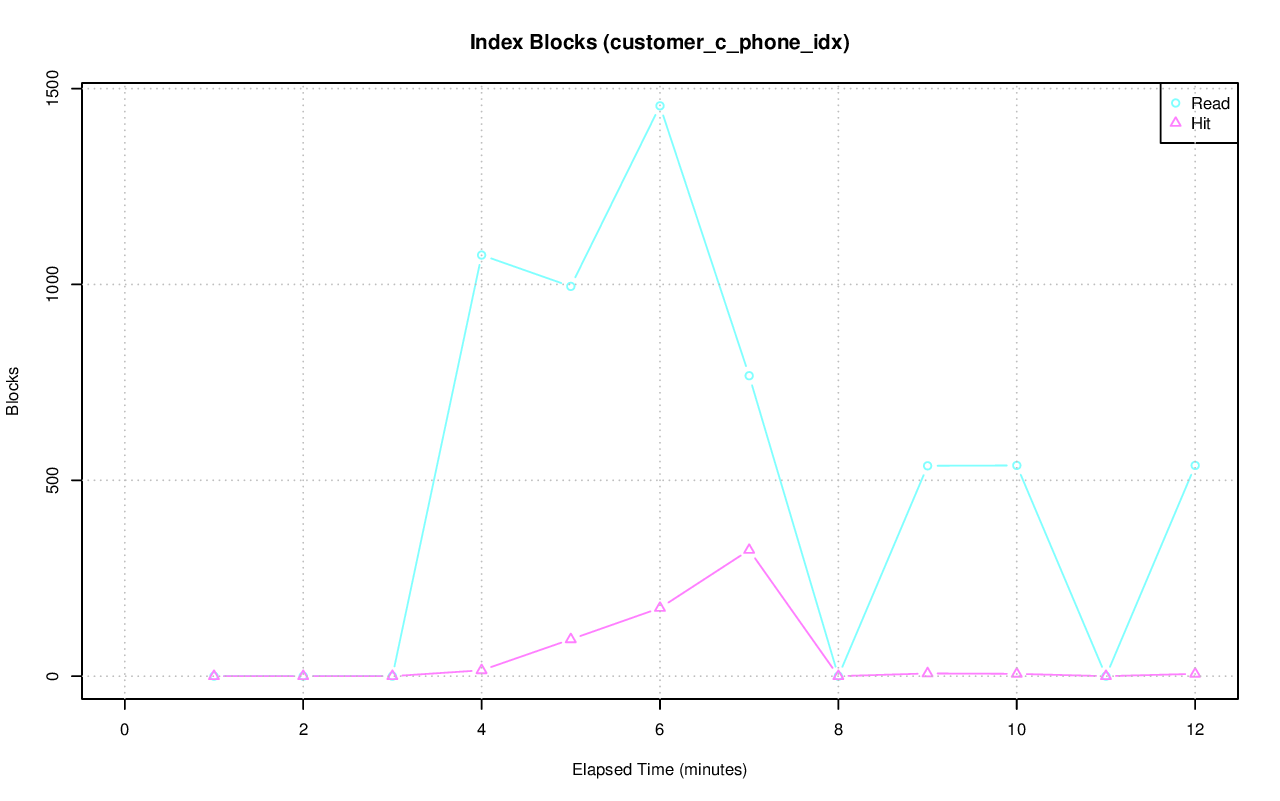 Index Blocks (customer_c_phone_idx)
Read
Hit
1500
1000
500
0
Blocks
0 2 4 6 8 10 12
Elapsed Time (minutes)